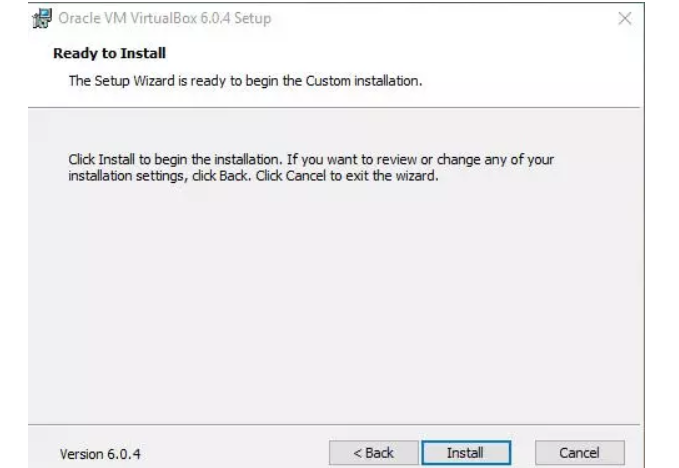 Oracle VM VirtualBox 6.0.4 Setup
Ready to Install
The Setup Wizard is ready to begin the Custom installation.
Click Install to begin the installation. If you want to review or change any of your
installation settings, click Back. Click Cancel to exit the wizard.
Version 6.0.4
< Back
Install
Cancel